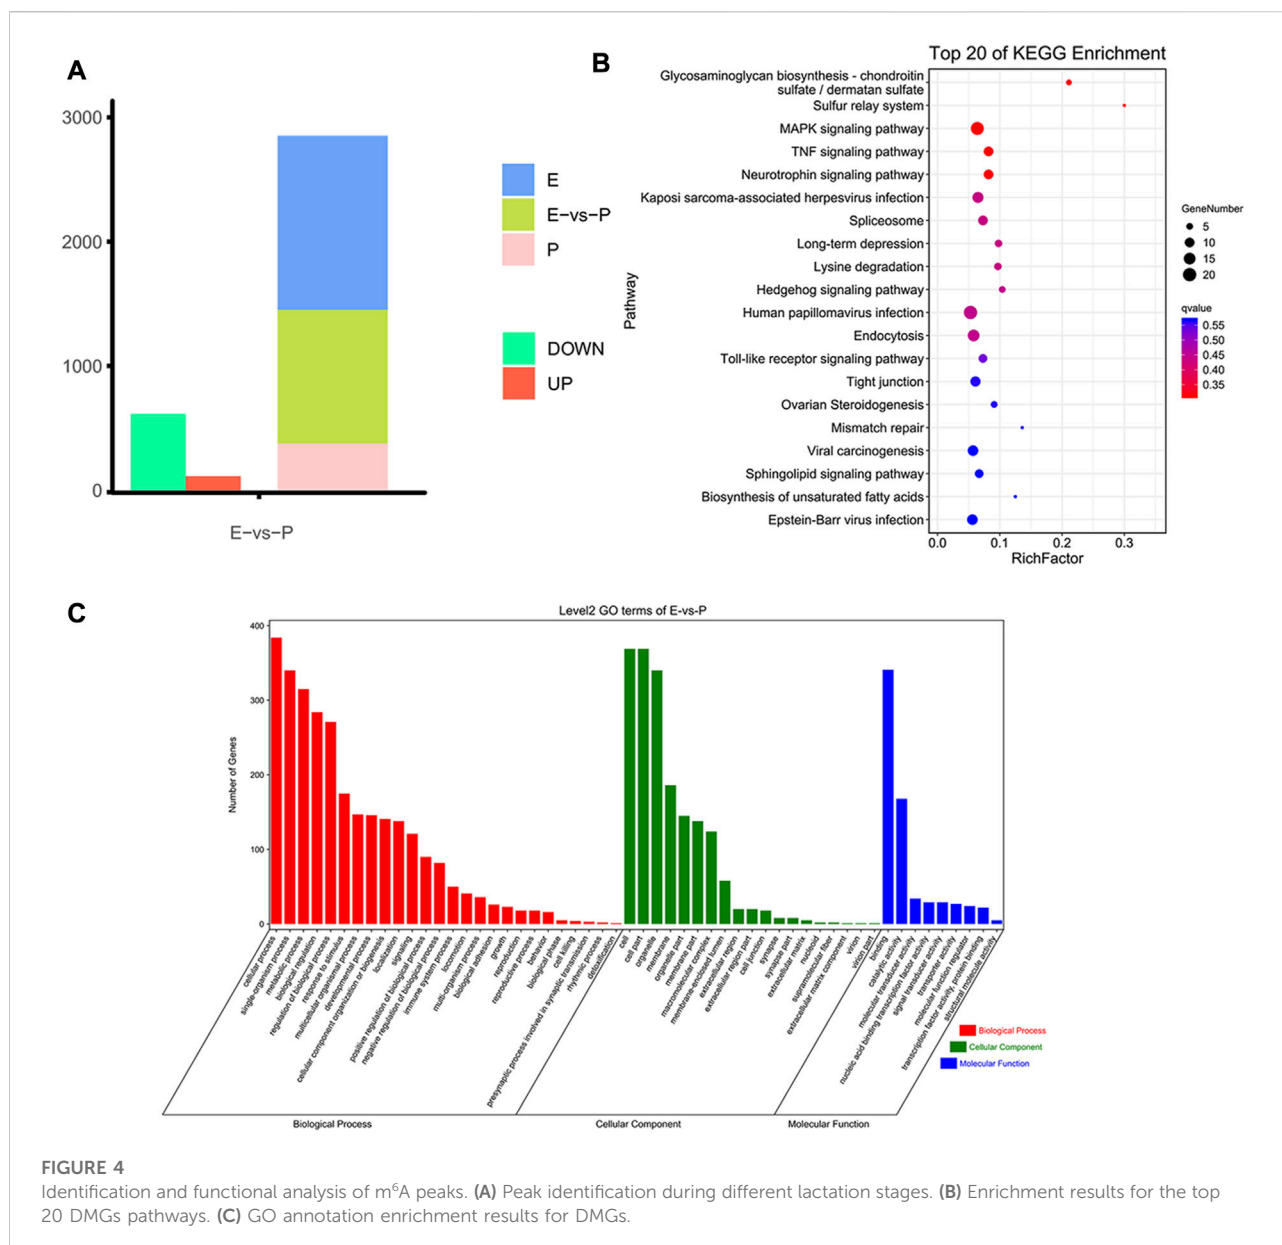 A
3000
2000
1000
0
E-vs-P
E
E-vs-P
P
DOWN
UP
B
Top 20 of KEGG Enrichment
Pathway
Glycosaminoglycan biosynthesis - chondroitin
sulfate / dermatan sulfate
Sulfur relay system
MAPK signaling pathway
TNF signaling pathway
Neurotrophin signaling pathway
Kaposi sarcoma-associated herpesvirus infection
Spliceosome
Long-term depression
Lysine degradation
Hedgehog signaling pathway
Human papillomavirus infection
Endocytosis
Toll-like receptor signaling pathway
Tight junction
Ovarian Steroidogenesis
Mismatch repair
Viral carcinogenesis
Sphingolipid signaling pathway
Biosynthesis of unsaturated fatty acids
Epstein-Barr virus infection
0.0 0.1 0.2 0.3
RichFactor
GeneNumber
5
10
15
20
qvalue
0.55
0.50
0.45
0.40
0.35
C
Level2 GO terms of E-vs-P
Number of Genes
400
300
200
100
0
cellular process
single-organism process
metabolic process
biological regulation
regulation of biological process
response to stimulus
multicellular organismal process
developmental process
cellular component organization or biogenesis
localization
signaling
positive regulation of biological process
negative regulation of biological process
immune system process
locomotion
multi-organism process
biological adhesion
growth
reproduction
reproductive process
behavior
biological phase
cell killing
presynaptic process involved in synaptic transmission
rhythmic process
detoxification
cell
cell part
organelle
membrane
organelle part
membrane part
macromolecular complex
membrane-enclosed lumen
extracellular region
extracellular region part
cell junction
synapse
synapse part
extracellular matrix
nucleoid
supramolecular fiber
extracellular matrix component
virion
virion part
binding
catalytic activity
molecular transducer activity
nucleic acid binding transcription factor activity
signal transducer activity
transporter activity
molecular function regulator
transcription factor activity, protein binding
structural molecule activity
Biological Process
Cellular Component
Molecular Function
Biological Process
Cellular Component
Molecular Function
FIGURE 4
Identification and functional analysis of m⁶A peaks. (A) Peak identification during different lactation stages. (B) Enrichment results for the top
20 DMGs pathways. (C) GO annotation enrichment results for DMGs.